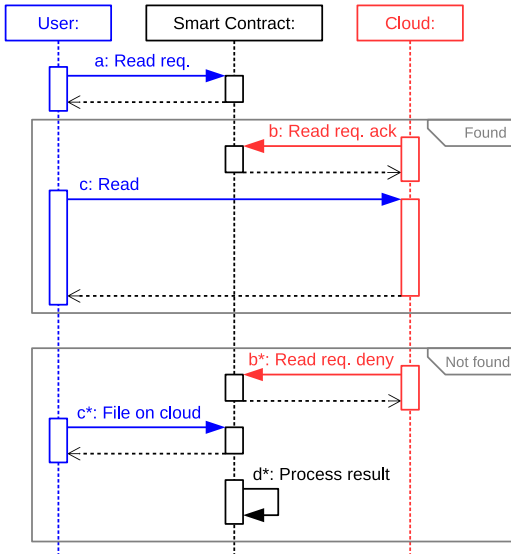 User:
Smart Contract:
Cloud:
a: Read req.
Found
b: Read req. ack
c: Read
Not found
b*: Read req. deny
c*: File on cloud
d*: Process result